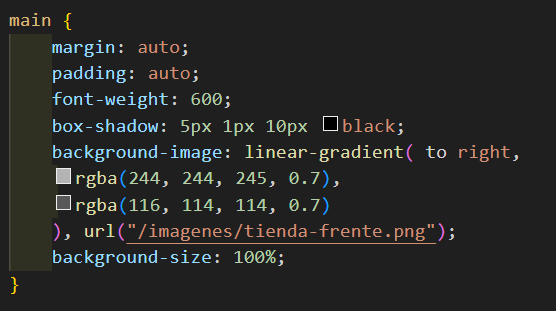 main {
margin: auto;
padding: auto;
font-weight: 600;
box-shadow: 5px 1px 10px black;
background-image: linear-gradient( to right,
rgba(244, 244, 245, 0.7),
rgba(116, 114, 114, 0.7)
), url("/imagenes/tienda-frente.png");
background-size: 100%;
}